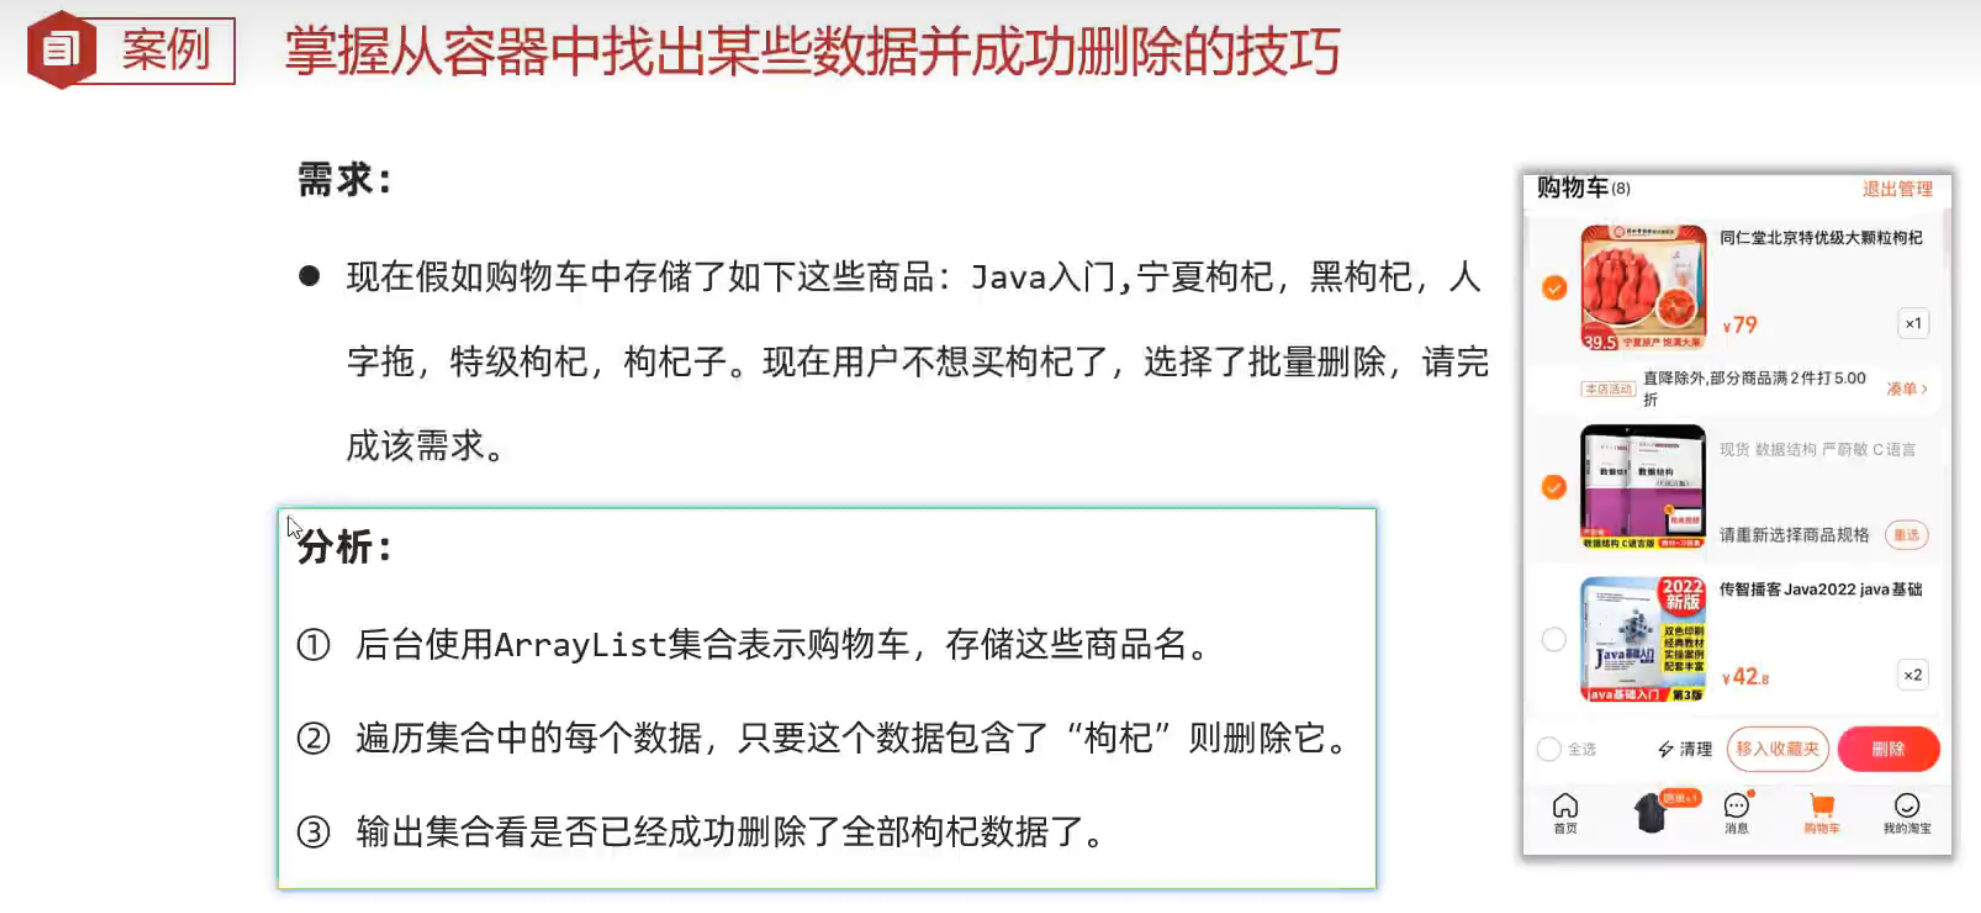 案例
掌握从容器中找出某些数据并成功删除的技巧
需求：
● 现在假如购物车中存储了如下这些商品：Java入门,宁夏枸杞，黑枸杞，人
字拖，特级枸杞，枸杞子。现在用户不想买枸杞了，选择了批量删除，请完
成该需求。
分析：
① 后台使用ArrayList集合表示购物车，存储这些商品名。
② 遍历集合中的每个数据，只要这个数据包含了“枸杞”则删除它。
③ 输出集合看是否已经成功删除了全部枸杞数据了。
购物车(8)
退出管理
同仁堂北京特优级大颗粒枸杞
39.5 宁夏原产 饱满大果
¥79
×1
本店活动
直降除外,部分商品满2件打5.00
折
凑单 >
现货 数据结构 严蔚敏 C语言
数据结构
数据结构 C语言版
请重新选择商品规格
重选
传智播客Java2022 java基础
2022
新版
双色印刷
经典教材
实操案例
配套丰富
Java基础入门
java基础入门 第3版
¥42.8
×2
全选
清理
移入收藏夹
删除
首页
消息
购物车
我的淘宝